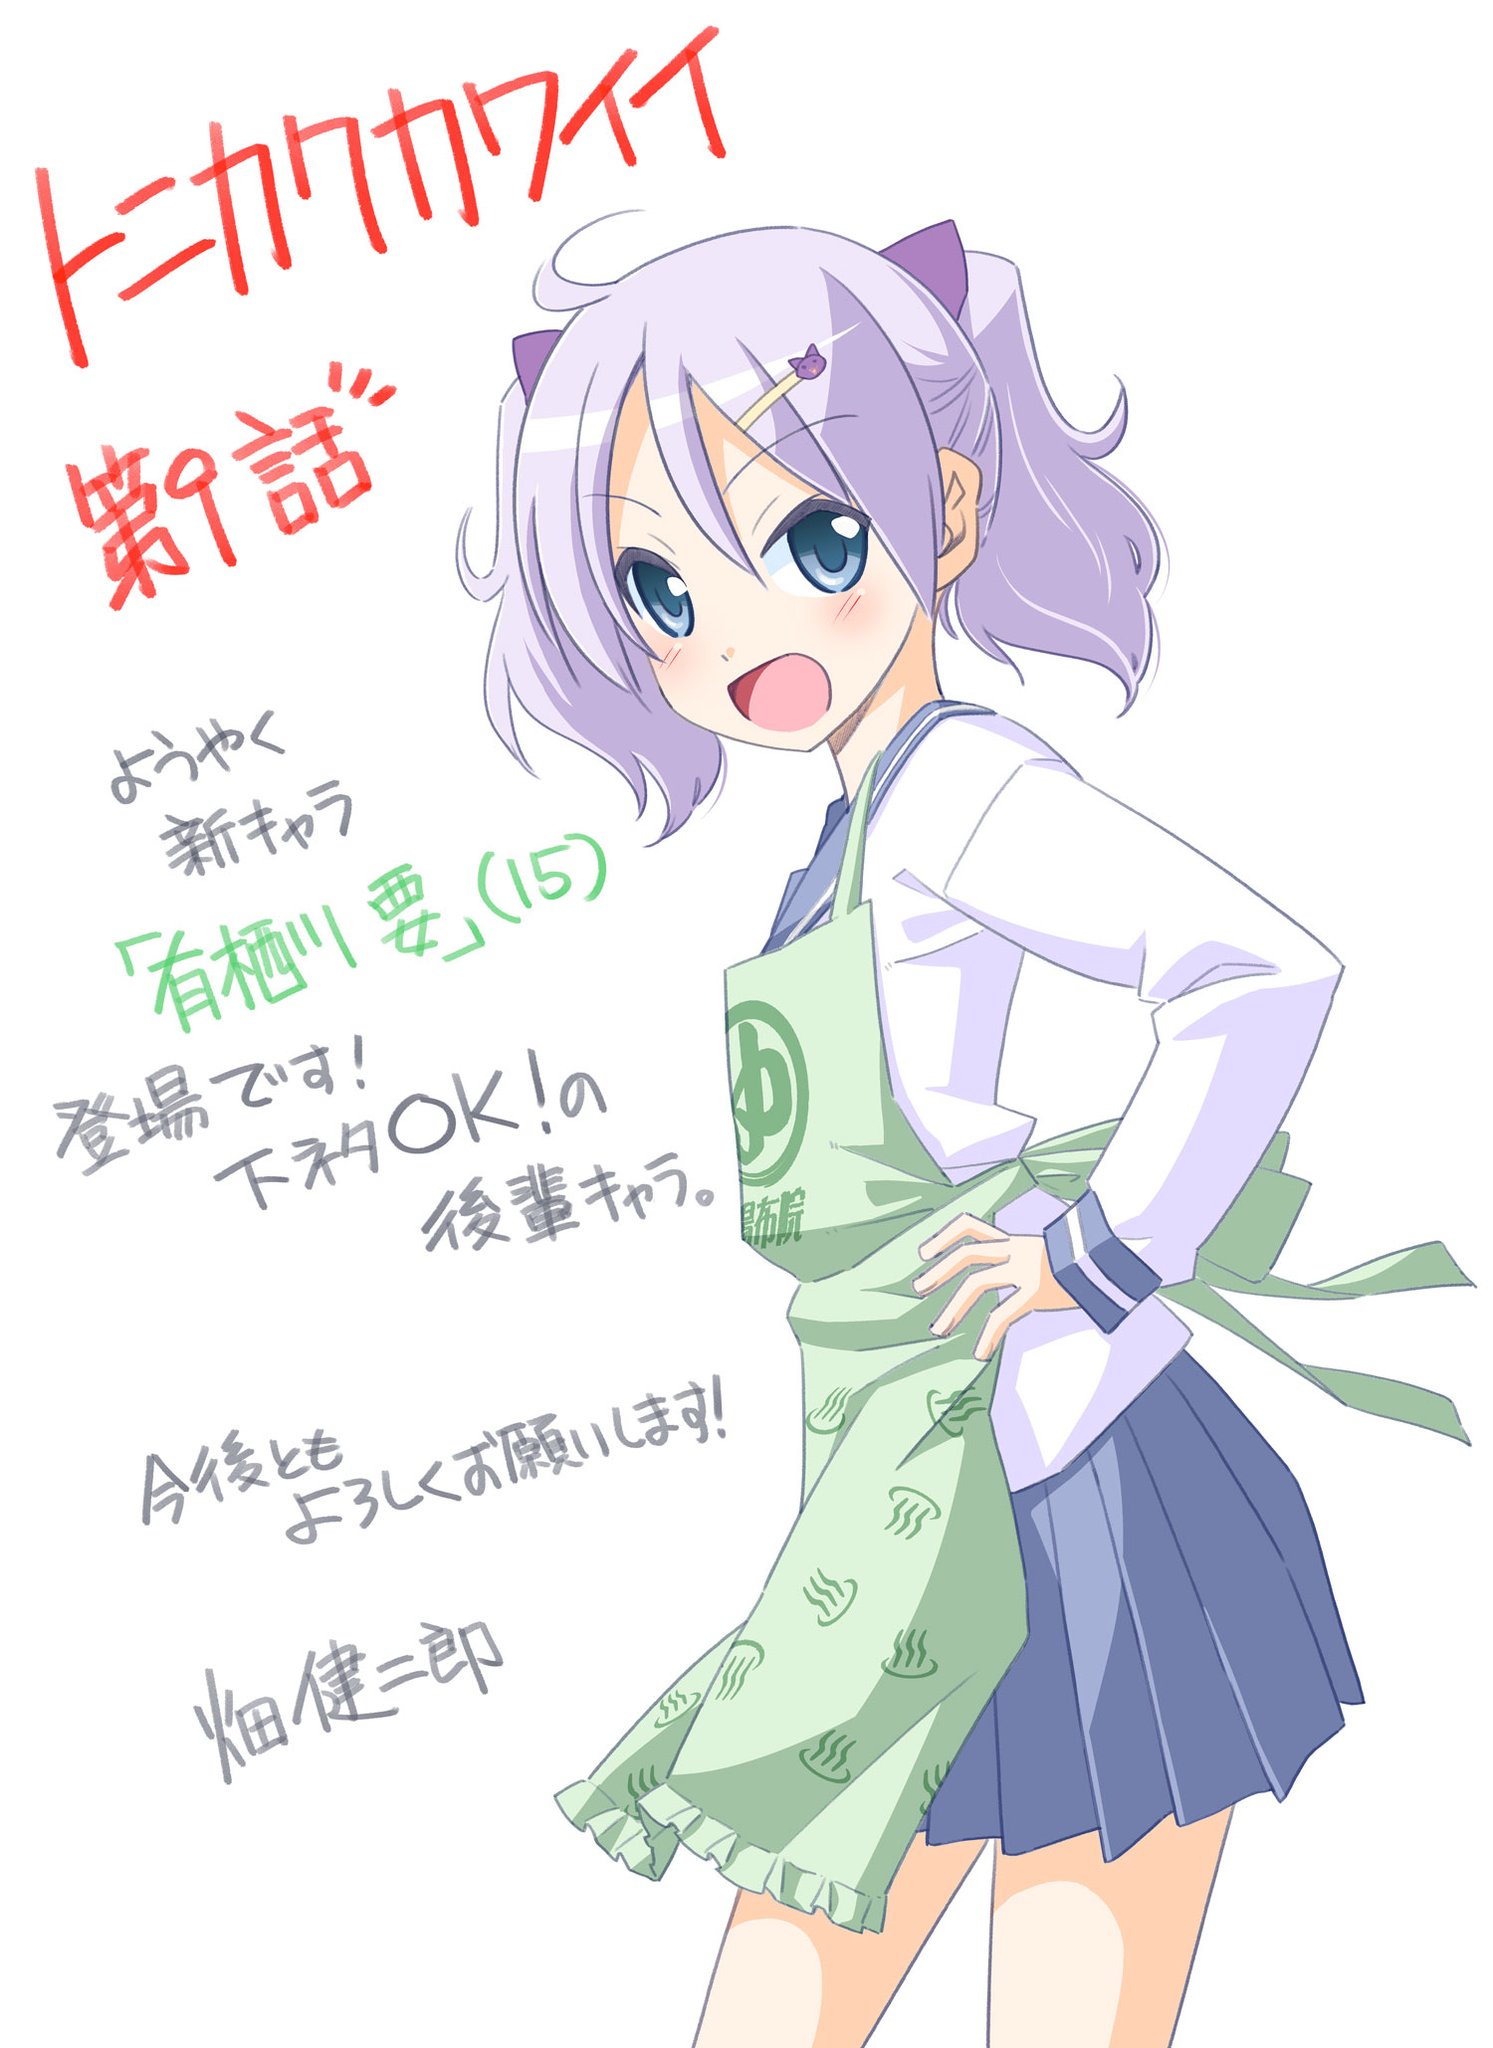 トニカクカワイイ
第9話
ようやく
新キャラ
「有栖川 要」(15)
登場です!
下ネタOK!の
後輩キャラ。
今後とも
よろしくお願いします!
畑健二郎
ゆ
布院